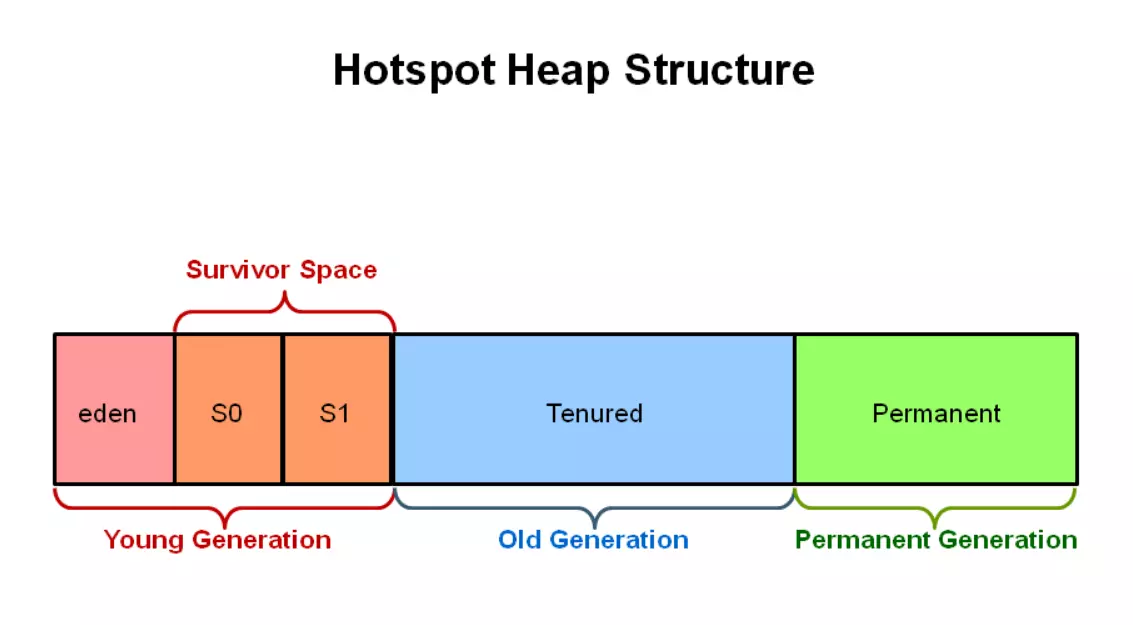 Hotspot Heap Structure
Survivor Space
eden
S0
S1
Tenured
Permanent
Young Generation
Old Generation
Permanent Generation